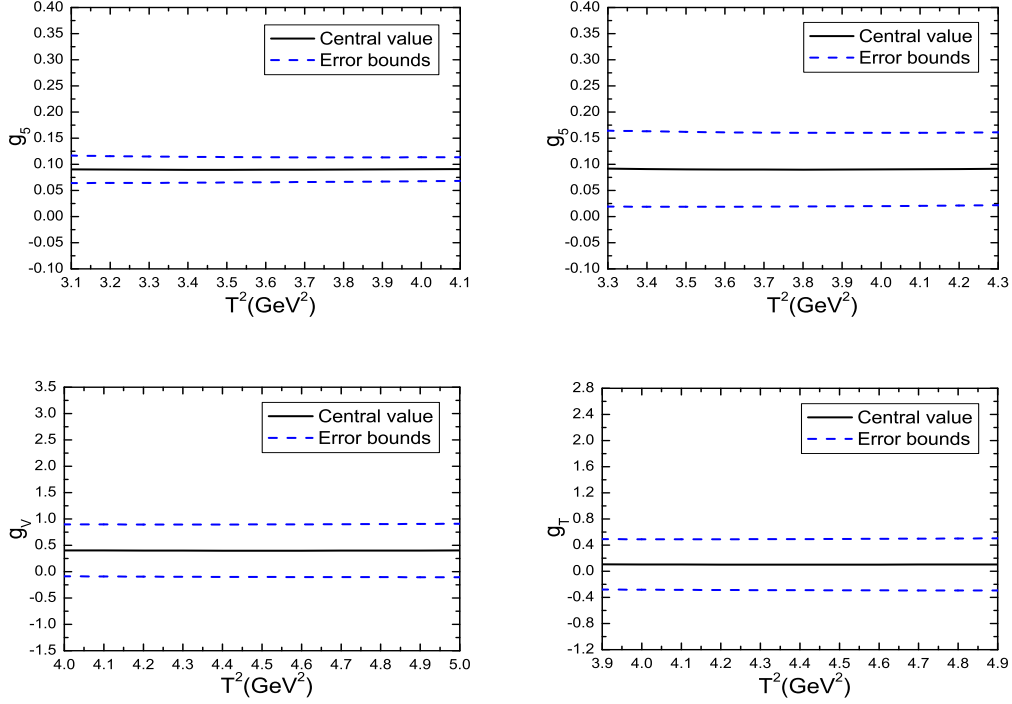 0.40
0.35
0.30
0.25
0.20
0.15
0.10
0.05
0.00
-0.05
-0.10
g5
Central value
Error bounds
3.1 3.2 3.3 3.4 3.5 3.6 3.7 3.8 3.9 4.0 4.1
T²(GeV²)
0.40
0.35
0.30
0.25
0.20
0.15
0.10
0.05
0.00
-0.05
-0.10
g5
Central value
Error bounds
3.3 3.4 3.5 3.6 3.7 3.8 3.9 4.0 4.1 4.2 4.3
T²(GeV²)
3.5
3.0
2.5
2.0
1.5
1.0
0.5
0.0
-0.5
-1.0
-1.5
gV
Central value
Error bounds
4.0 4.1 4.2 4.3 4.4 4.5 4.6 4.7 4.8 4.9 5.0
T²(GeV²)
2.8
2.4
2.0
1.6
1.2
0.8
0.4
0.0
-0.4
-0.8
-1.2
gT
Central value
Error bounds
3.9 4.0 4.1 4.2 4.3 4.4 4.5 4.6 4.7 4.8 4.9
T²(GeV²)